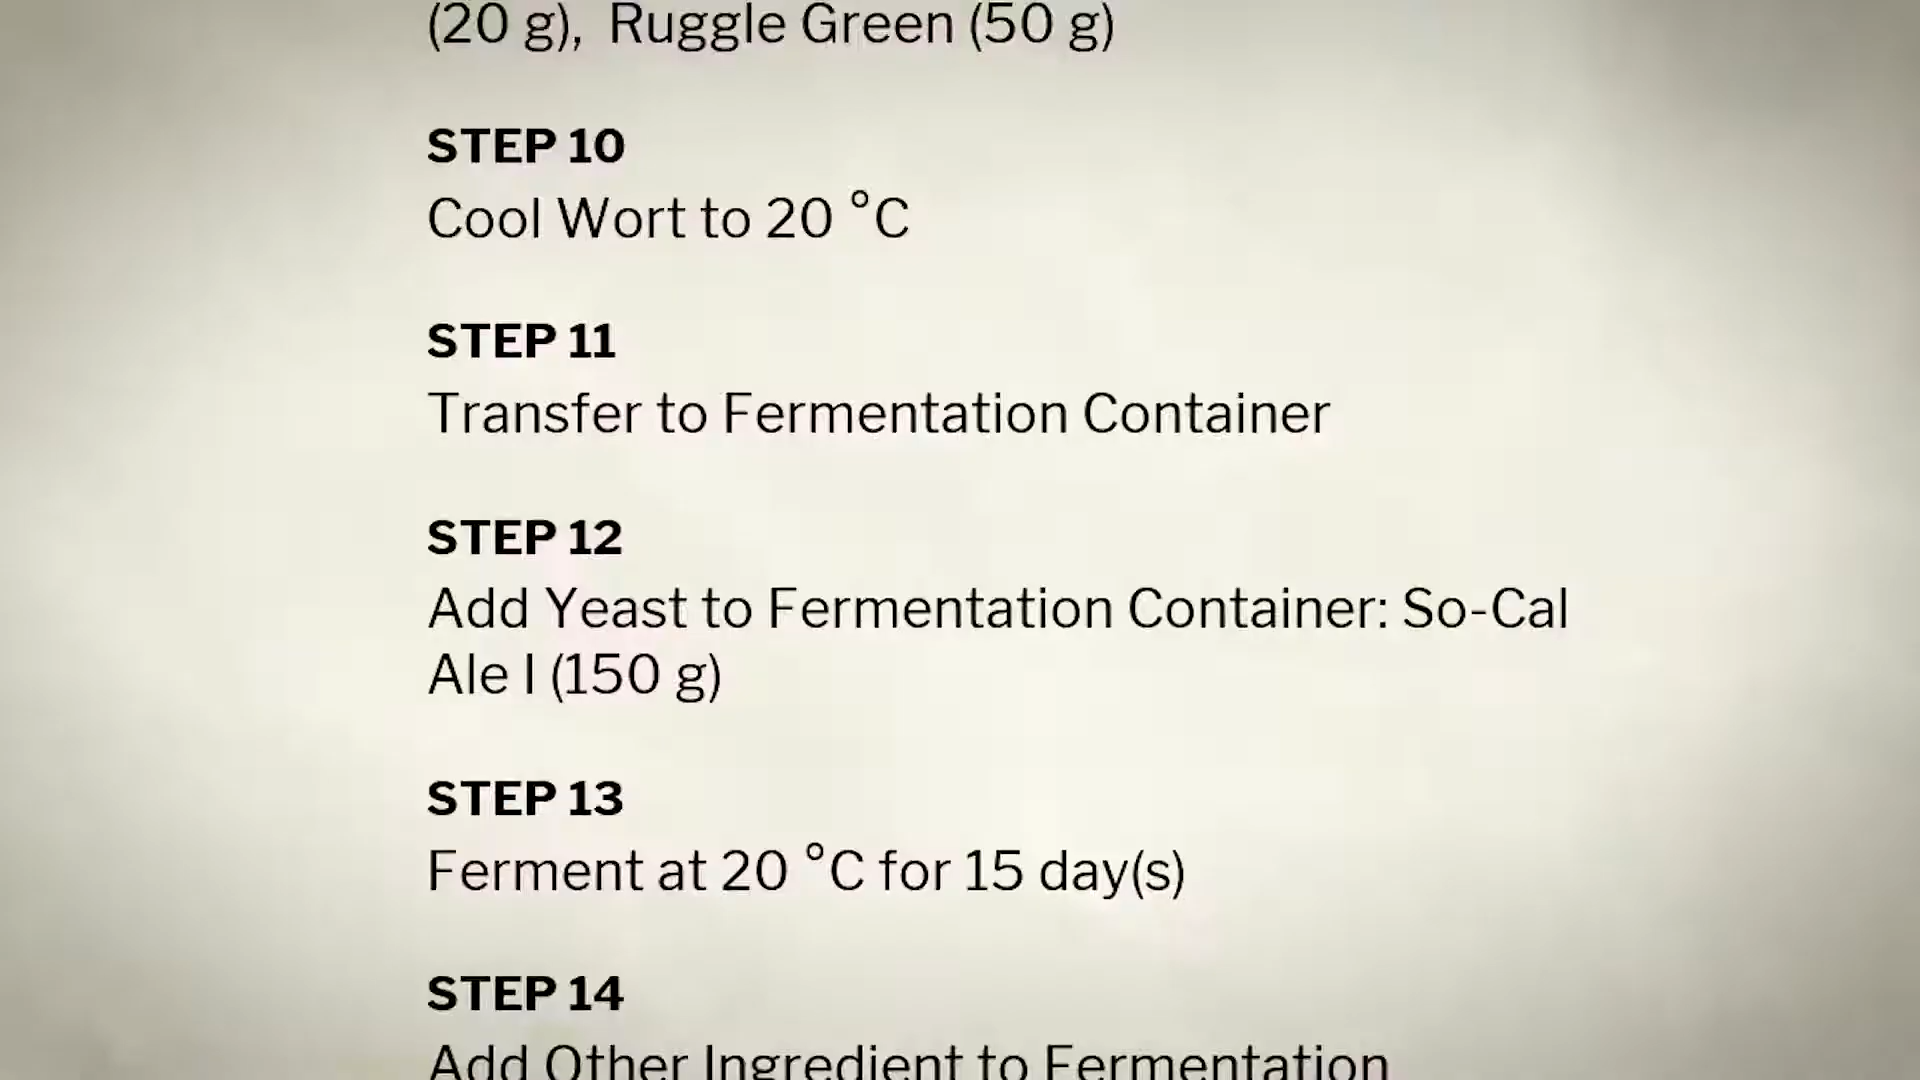 (20 g), Ruggle Green (50 g)
STEP 10
Cool Wort to 20 °C
STEP 11
Transfer to Fermentation Container
STEP 12
Add Yeast to Fermentation Container: So-Cal
Ale I (150 g)
STEP 13
Ferment at 20 °C for 15 day(s)
STEP 14
Add Other Ingredient to Fermentation